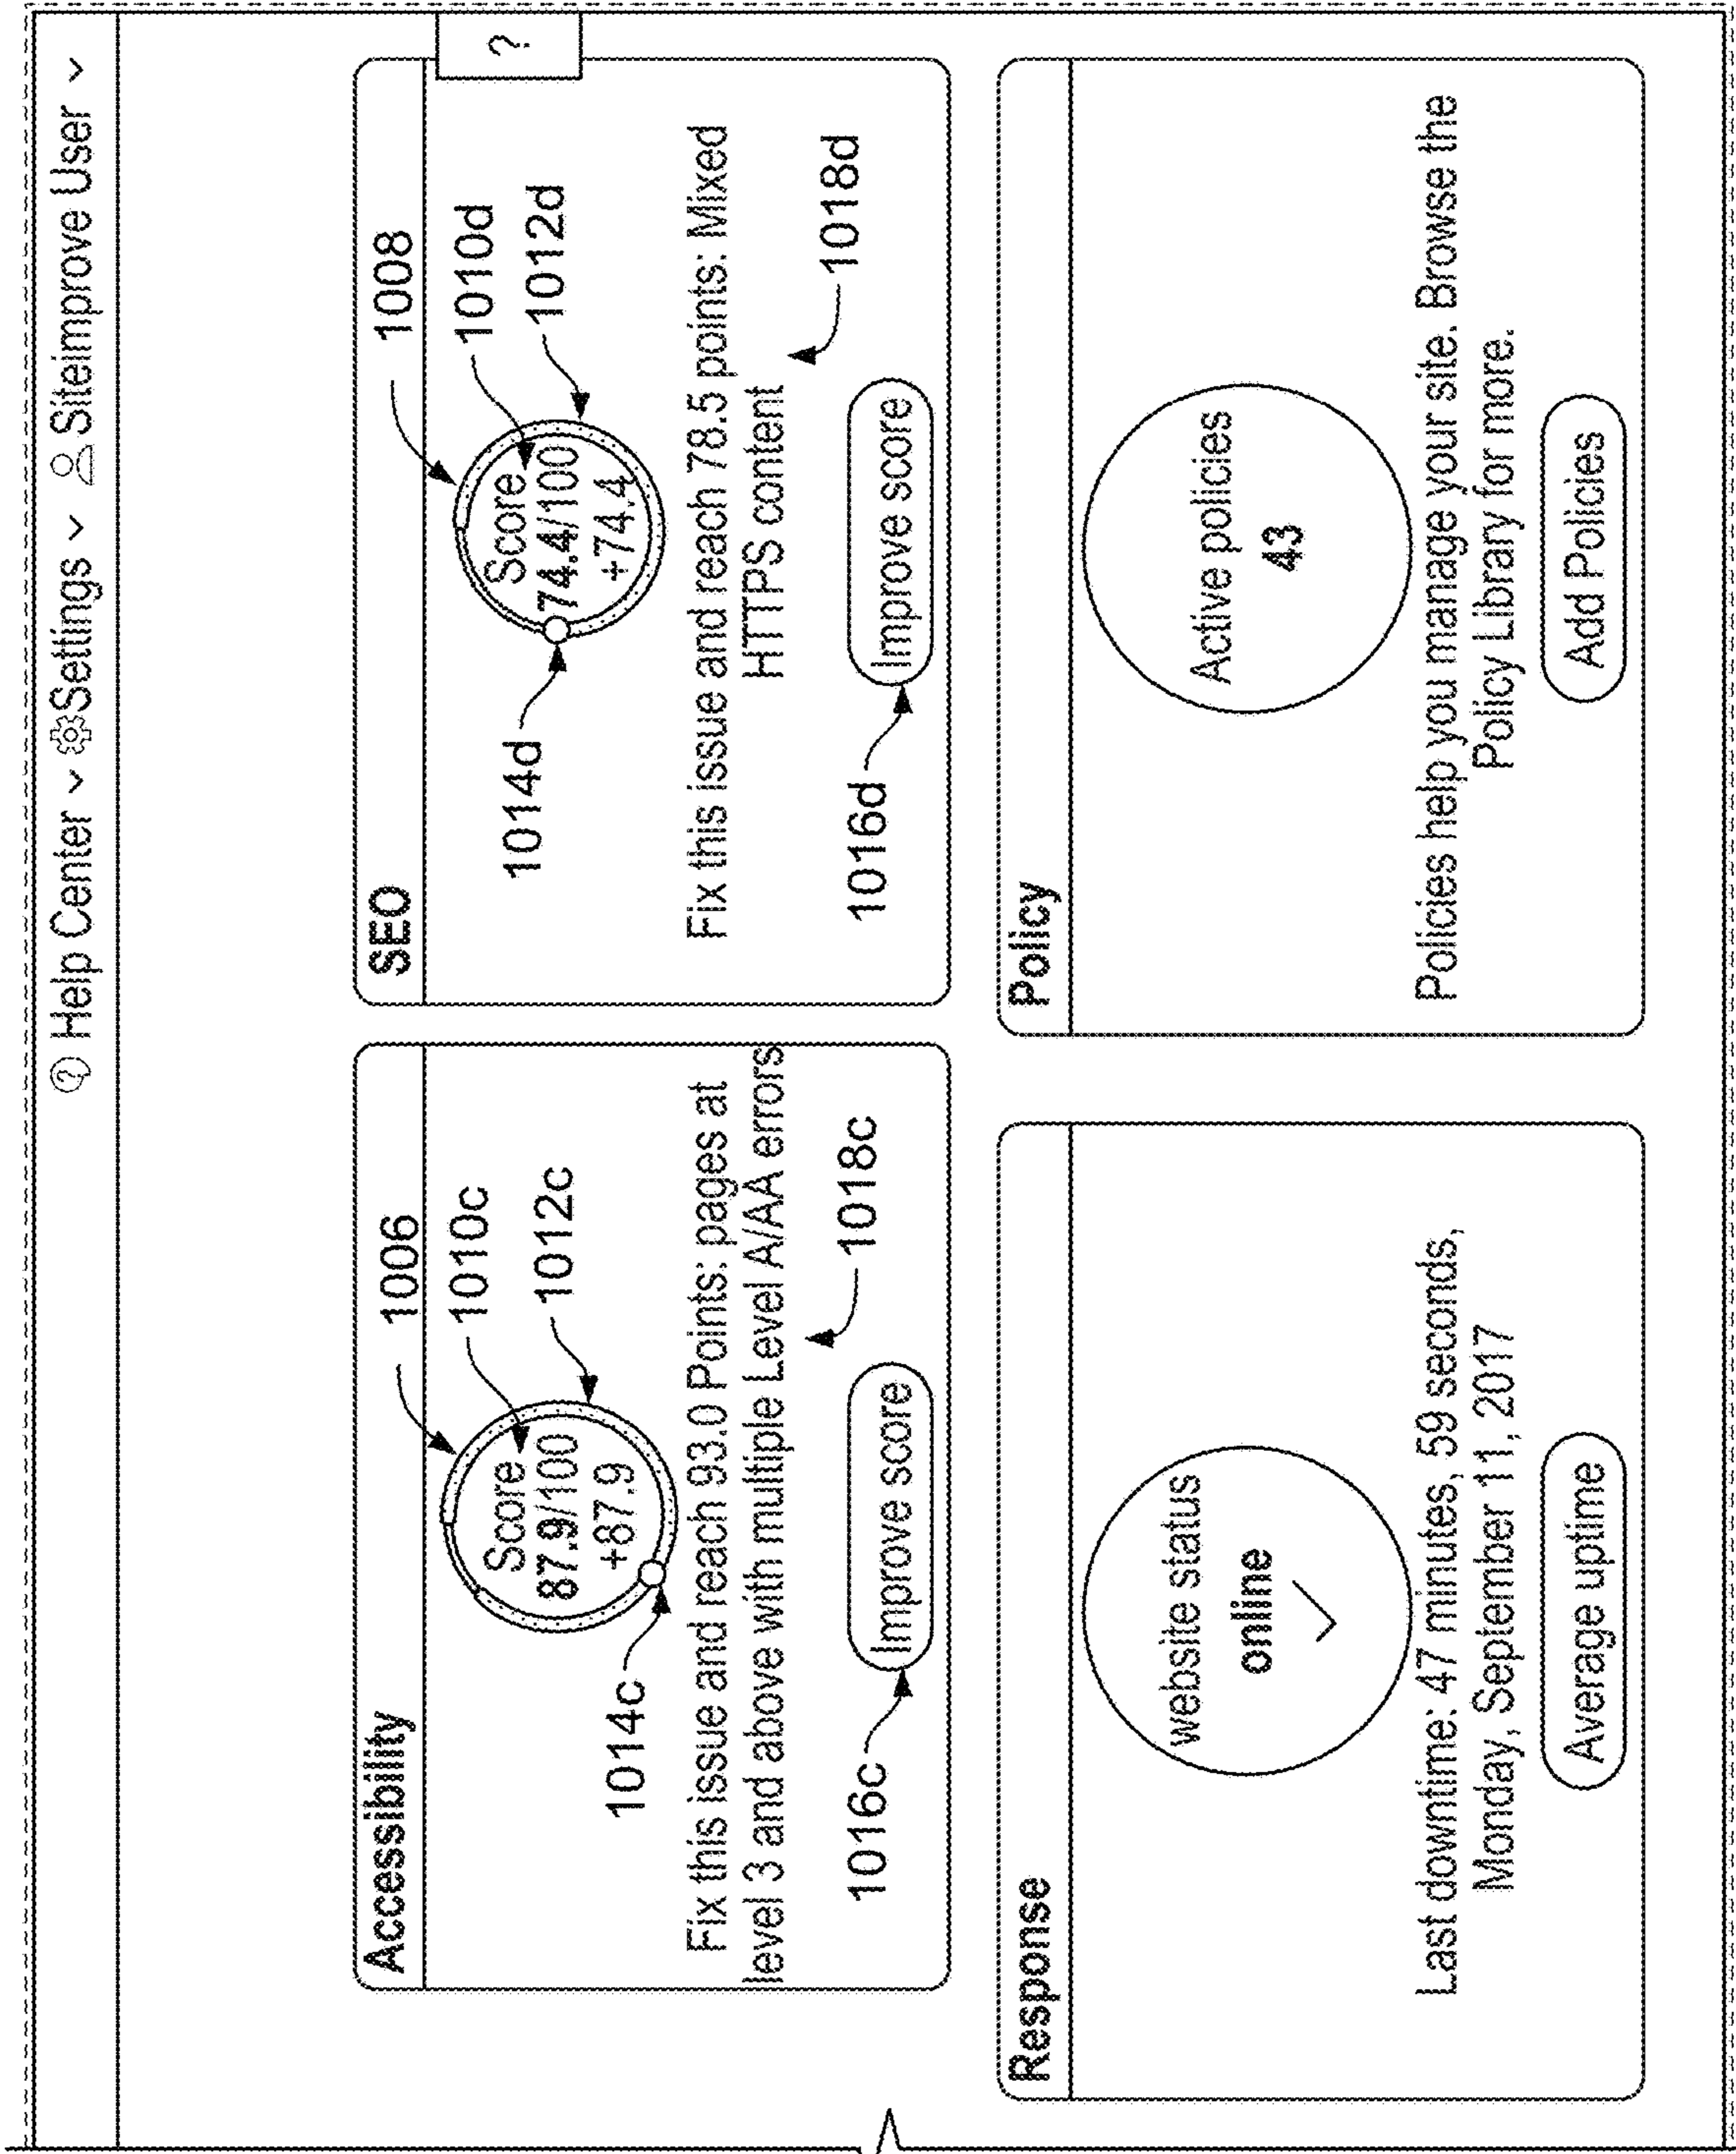 ? Help Center Settings Siteimprove User
Accessibility
1006
1010c
1012c
Score
87.9/100
+87.9
1014c
Fix this issue and reach 93.0 Points: pages at
level 3 and above with multiple Level A/AA errors
1018c
1016c
Improve score
SEO
?
1008
1010d
1012d
Score
74.4/100
+74.4
1014d
Fix this issue and reach 78.5 points: Mixed
HTTPS content
1018d
1016d
Improve score
Response
website status
online
Last downtime: 47 minutes, 59 seconds,
Monday, September 11, 2017
Average uptime
Policy
Active policies
43
Policies help you manage your site. Browse the
Policy Library for more.
Add Policies